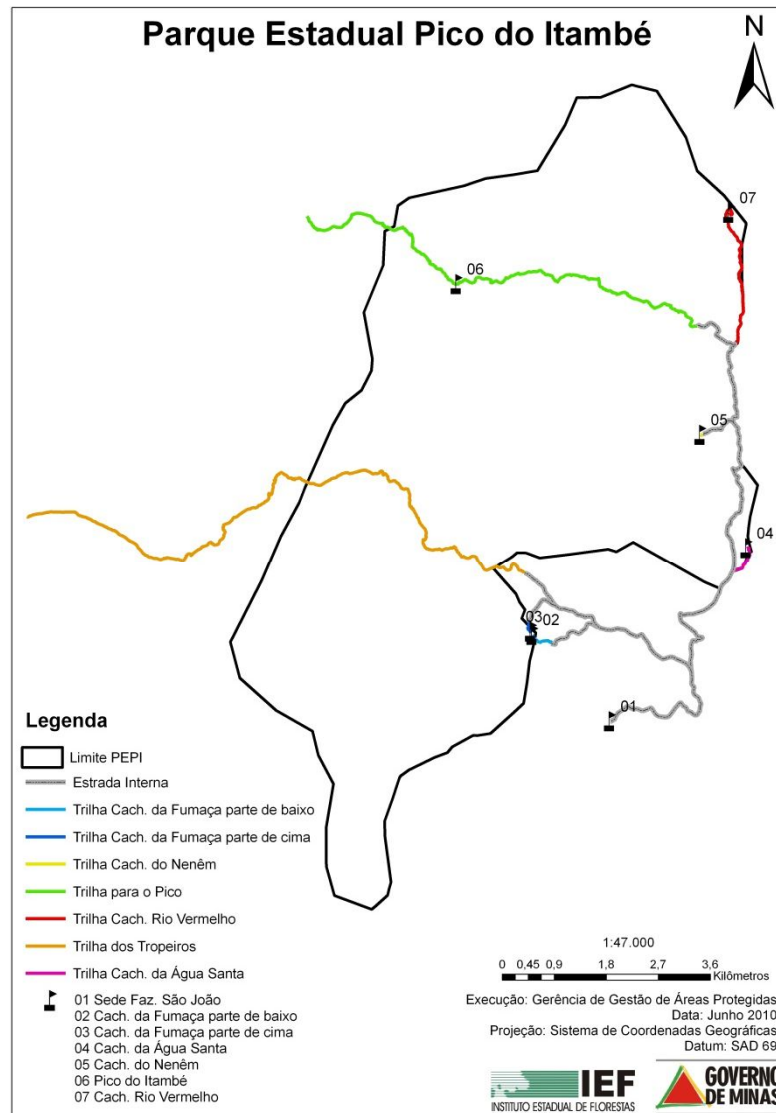 Parque Estadual Pico do Itambé
N
07
06
05
04
03
02
01
Legenda
Limite PEPI
Estrada Interna
Trilha Cach. da Fumaça parte de baixo
Trilha Cach. da Fumaça parte de cima
Trilha Cach. do Nenêm
Trilha para o Pico
Trilha Cach. Rio Vermelho
Trilha dos Tropeiros
Trilha Cach. da Água Santa
01 Sede Faz. São João
02 Cach. da Fumaça parte de baixo
03 Cach. da Fumaça parte de cima
04 Cach. da Água Santa
05 Cach. do Nenêm
06 Pico do Itambé
07 Cach. Rio Vermelho
1:47.000
0 0,45 0,9 1,8 2,7 3,6
Kilômetros
Execução: Gerência de Gestão de Áreas Protegidas
Data: Junho 2010
Projeção: Sistema de Coordenadas Geográficas
Datum: SAD 69
IEF
INSTITUTO ESTADUAL DE FLORESTAS
GOVERNO
DE MINAS